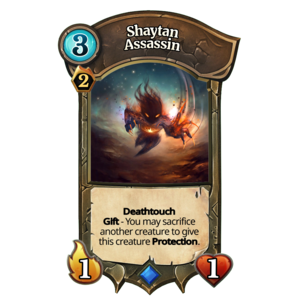 Shaytan
Assassin
3
2
Deathtouch
Gift - You may sacrifice
another creature to give
this creature Protection.
1
1